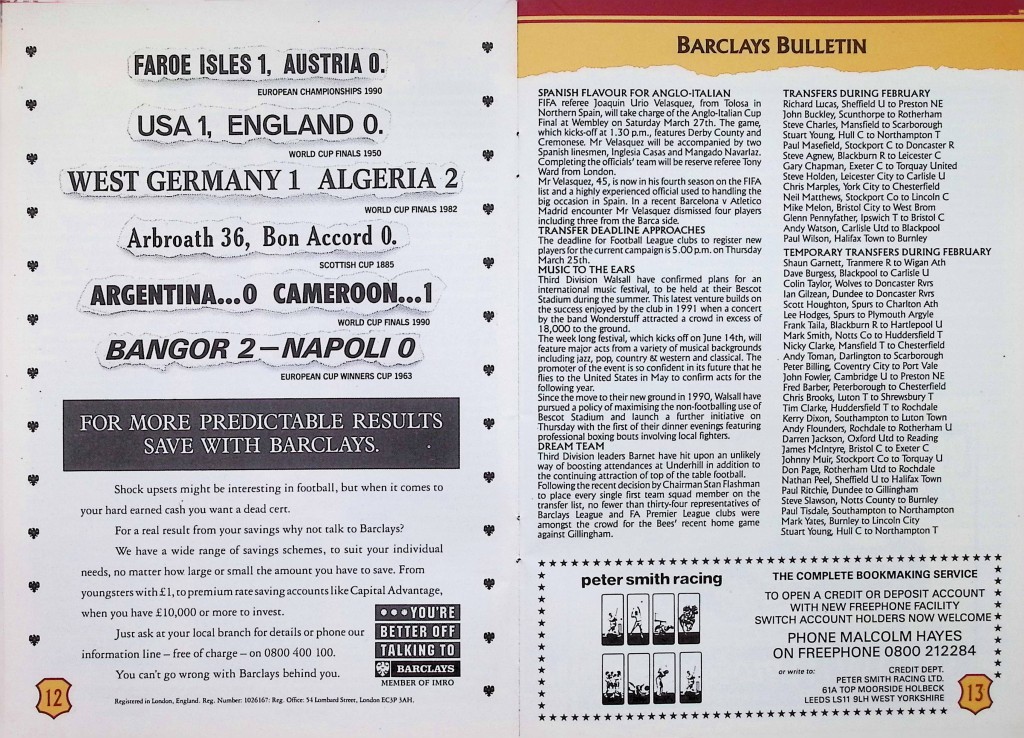 FAROE ISLES 1, AUSTRIA 0.
EUROPEAN CHAMPIONSHIPS 1990
USA 1, ENGLAND 0.
WORLD CUP FINALS 1950
WEST GERMANY 1 ALGERIA 2
WORLD CUP FINALS 1982
Arbroath 36, Bon Accord 0.
SCOTTISH CUP 1885
ARGENTINA...0 CAMEROON...1
WORLD CUP FINALS 1990
BANGOR 2 – NAPOLI 0
EUROPEAN CUP WINNERS CUP 1963
FOR MORE PREDICTABLE RESULTS
SAVE WITH BARCLAYS.
Shock upsets might be interesting in football, but when it comes to
your hard earned cash you want a dead cert.
For a real result from your savings why not talk to Barclays?
We have a wide range of savings schemes, to suit your individual
needs, no matter how large or small the amount you have to save. From
youngsters with £1, to premium rate saving accounts like Capital Advantage,
when you have £10,000 or more to invest.
Just ask at your local branch for details or phone our
information line – free of charge – on 0800 400 100.
You can't go wrong with Barclays behind you.
•••YOU'RE
BETTER OFF
TALKING TO
BARCLAYS
MEMBER OF IMRO
Registered in London, England. Reg. Number: 1026167: Reg. Office: 54 Lombard Street, London EC3P 3AH.
12
BARCLAYS BULLETIN
SPANISH FLAVOUR FOR ANGLO-ITALIAN
FIFA referee Joaquin Urio Velasquez, from Tolosa in
Northern Spain, will take charge of the Anglo-Italian Cup
Final at Wembley on Saturday March 27th. The game,
which kicks-off at 1.30 p.m., features Derby County and
Cremonese. Mr Velasquez will be accompanied by two
Spanish linesmen, Inglesia Casas and Mangado Navarlaz.
Completing the officials' team will be reserve referee Tony
Ward from London.
Mr Velasquez, 45, is now in his fourth season on the FIFA
list and a highly experienced official used to handling the
big occasion in Spain. In a recent Barcelona v Atletico
Madrid encounter Mr Velasquez dismissed four players
including three from the Barca side.
TRANSFER DEADLINE APPROACHES
The deadline for Football League clubs to register new
players for the current campaign is 5.00 p.m. on Thursday
March 25th.
MUSIC TO THE EARS
Third Division Walsall have confirmed plans for an
international music festival, to be held at their Bescot
Stadium during the summer. This latest venture builds on
the success enjoyed by the club in 1991 when a concert
by the band Wonderstuff attracted a crowd in excess of
18,000 to the ground.
The week long festival, which kicks off on June 14th, will
feature major acts from a variety of musical backgrounds
including jazz, pop, country & western and classical. The
promoter of the event is so confident in its future that he
flies to the United States in May to confirm acts for the
following year.
Since the move to their new ground in 1990, Walsall have
pursued a policy of maximising the non-footballing use of
Bescot Stadium and launch a further initiative on
Thursday with the first of their dinner evenings featuring
professional boxing bouts involving local fighters.
DREAM TEAM
Third Division leaders Barnet have hit upon an unlikely
way of boosting attendances at Underhill in addition to
the continuing attraction of top of the table football.
Following the recent decision by Chairman Stan Flashman
to place every single first team squad member on the
transfer list, no fewer than thirty-four representatives of
Barclays League and FA Premier League clubs were
amongst the crowd for the Bees' recent home game
against Gillingham.
TRANSFERS DURING FEBRUARY
Richard Lucas, Sheffield U to Preston NE
John Buckley, Scunthorpe to Rotherham
Steve Charles, Mansfield to Scarborough
Stuart Young, Hull C to Northampton T
Paul Masefield, Stockport C to Doncaster R
Steve Agnew, Blackburn R to Leicester C
Gary Chapman, Exeter C to Torquay United
Steve Holden, Leicester City to Carlisle U
Chris Marples, York City to Chesterfield
Neil Matthews, Stockport Co to Lincoln C
Mike Melon, Bristol City to West Brom
Glenn Pennyfather, Ipswich T to Bristol C
Andy Watson, Carlisle Utd to Blackpool
Paul Wilson, Halifax Town to Burnley
TEMPORARY TRANSFERS DURING FEBRUARY
Shaun Garnett, Tranmere R to Wigan Ath
Dave Burgess, Blackpool to Carlisle U
Colin Taylor, Wolves to Doncaster Rvrs
Ian Gilzean, Dundee to Doncaster Rvrs
Scott Houghton, Spurs to Charlton Ath
Lee Hodges, Spurs to Plymouth Argyle
Frank Taila, Blackburn R to Hartlepool U
Mark Smith, Notts Co to Huddersfield T
Nicky Clarke, Mansfield T to Chesterfield
Andy Toman, Darlington to Scarborough
Peter Billing, Coventry City to Port Vale
John Fowler, Cambridge U to Preston NE
Fred Barber, Peterborough to Chesterfield
Chris Brooks, Luton T to Shrewsbury T
Tim Clarke, Huddersfield T to Rochdale
Kerry Dixon, Southampton to Luton Town
Andy Flounders, Rochdale to Rotherham U
Darren Jackson, Oxford Utd to Reading
James McIntyre, Bristol C to Exeter C
Johnny Muir, Stockport Co to Torquay U
Don Page, Rotherham Utd to Rochdale
Nathan Peel, Sheffield U to Halifax Town
Paul Ritchie, Dundee to Gillingham
Steve Slawson, Notts County to Burnley
Paul Tisdale, Southampton to Northampton
Mark Yates, Burnley to Lincoln City
Stuart Young, Hull C to Northampton T
peter smith racing
THE COMPLETE BOOKMAKING SERVICE
TO OPEN A CREDIT OR DEPOSIT ACCOUNT
WITH NEW FREEPHONE FACILITY
SWITCH ACCOUNT HOLDERS NOW WELCOME
PHONE MALCOLM HAYES
ON FREEPHONE 0800 212284
or write to: CREDIT DEPT.
PETER SMITH RACING LTD.
61A TOP MOORSIDE HOLBECK
LEEDS LS11 9LH WEST YORKSHIRE
13